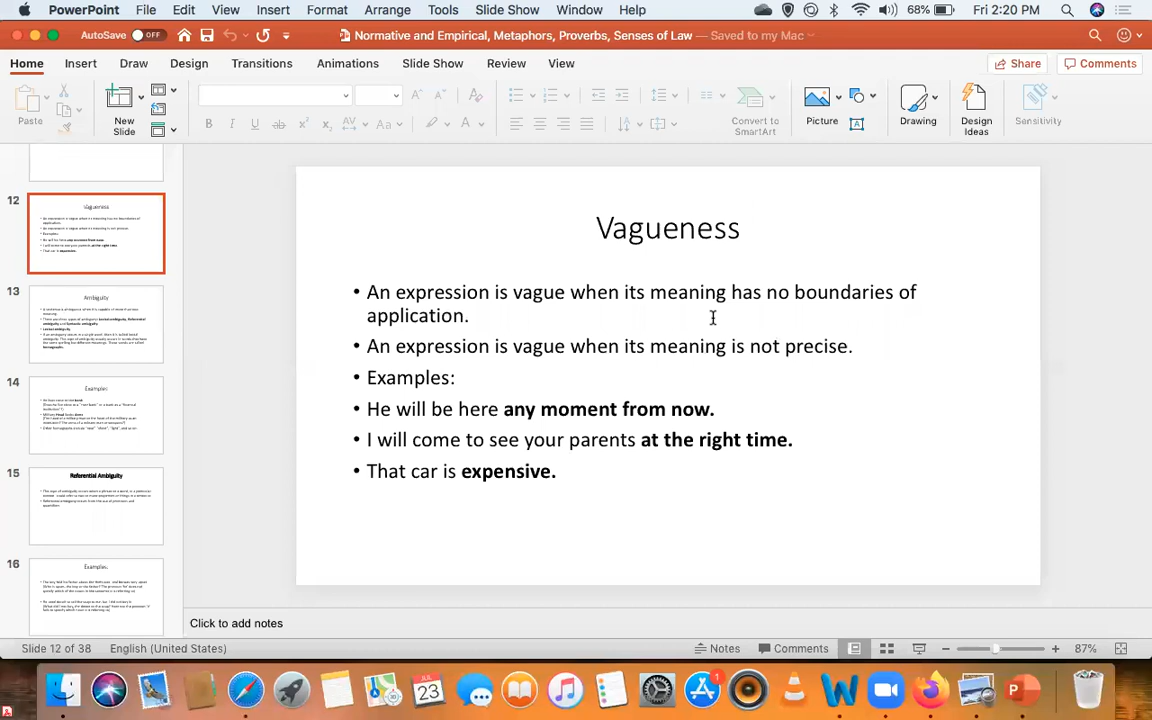 PowerPoint File Edit View Insert Format Arrange Tools Slide Show Window Help 68% Fri 2:20 PM
AutoSave OFF Normative and Empirical, Metaphors, Proverbs, Senses of Law — Saved to my Mac
Home Insert Draw Design Transitions Animations Slide Show Review View Share Comments
Paste New Slide Convert to SmartArt Picture Drawing Design Ideas Sensitivity
12
Vagueness
13
Ambiguity
14
Examples:
15
Referential Ambiguity
16
Examples:
Vagueness
• An expression is vague when its meaning has no boundaries of
application.
• An expression is vague when its meaning is not precise.
• Examples:
• He will be here any moment from now.
• I will come to see your parents at the right time.
• That car is expensive.
Click to add notes
Slide 12 of 38 English (United States) Notes Comments 87%
JUL
23